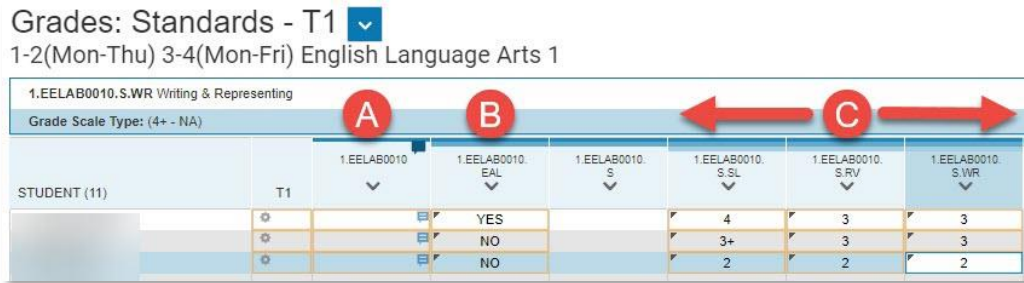 Grades: Standards - T1
1-2(Mon-Thu) 3-4(Mon-Fri) English Language Arts 1
1.EELAB0010.S.WR Writing & Representing
Grade Scale Type: (4+ - NA)
A B C
STUDENT (11) T1 1.EELAB0010 1.EELAB0010. EAL 1.EELAB0010. S 1.EELAB0010. S.SL 1.EELAB0010. S.RV 1.EELAB0010. S.WR
YES 4 3 3
NO 3+ 3 3
NO 2 2 2